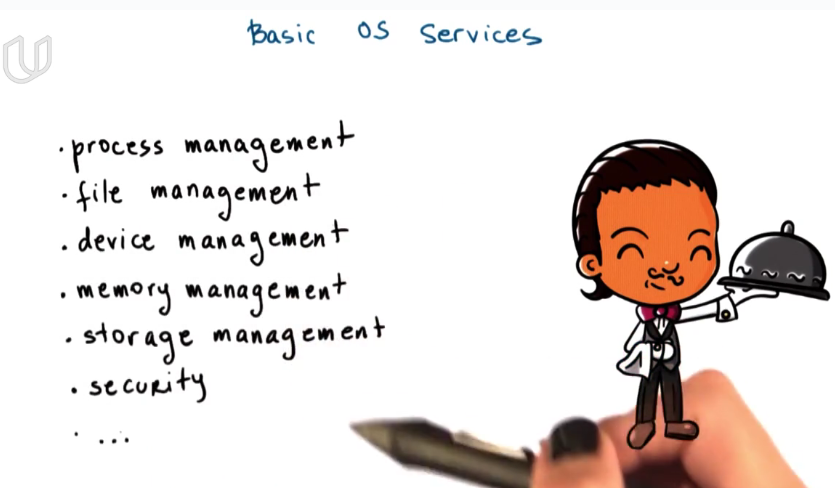 Basic OS Services
· process management
· file management
· device management
· memory management
· storage management
· security
· ...